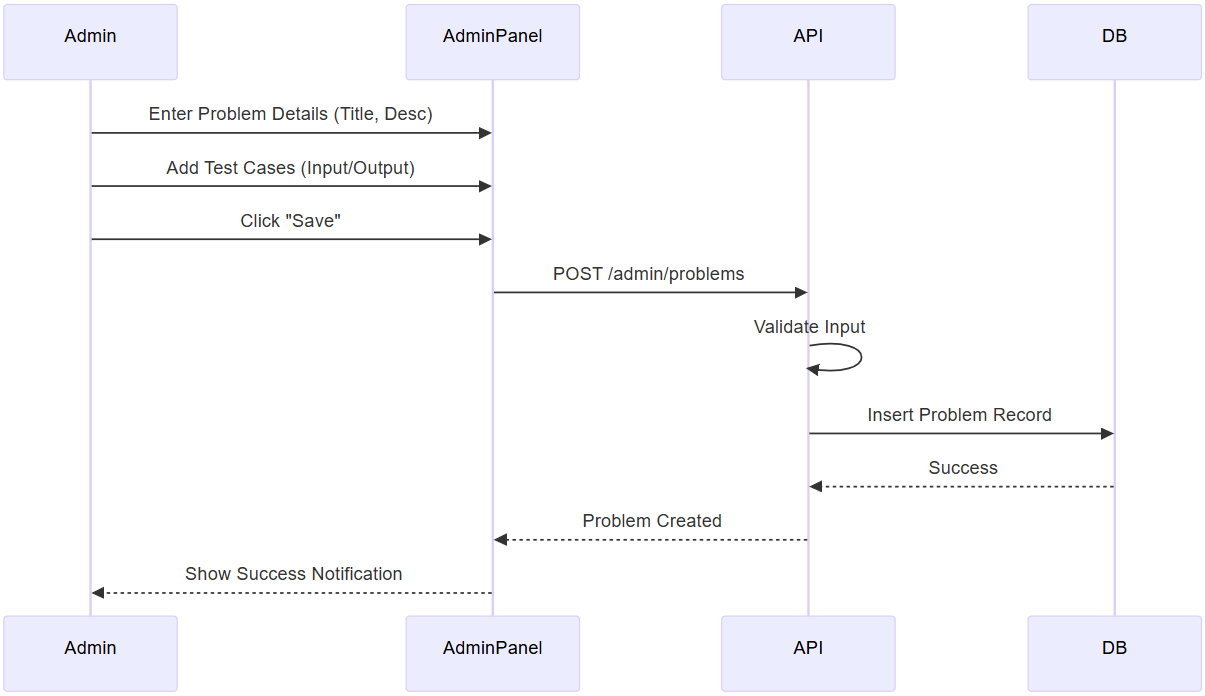 Admin
AdminPanel
API
DB
Enter Problem Details (Title, Desc)
Add Test Cases (Input/Output)
Click "Save"
POST /admin/problems
Validate Input
Insert Problem Record
Success
Problem Created
Show Success Notification
Admin
AdminPanel
API
DB